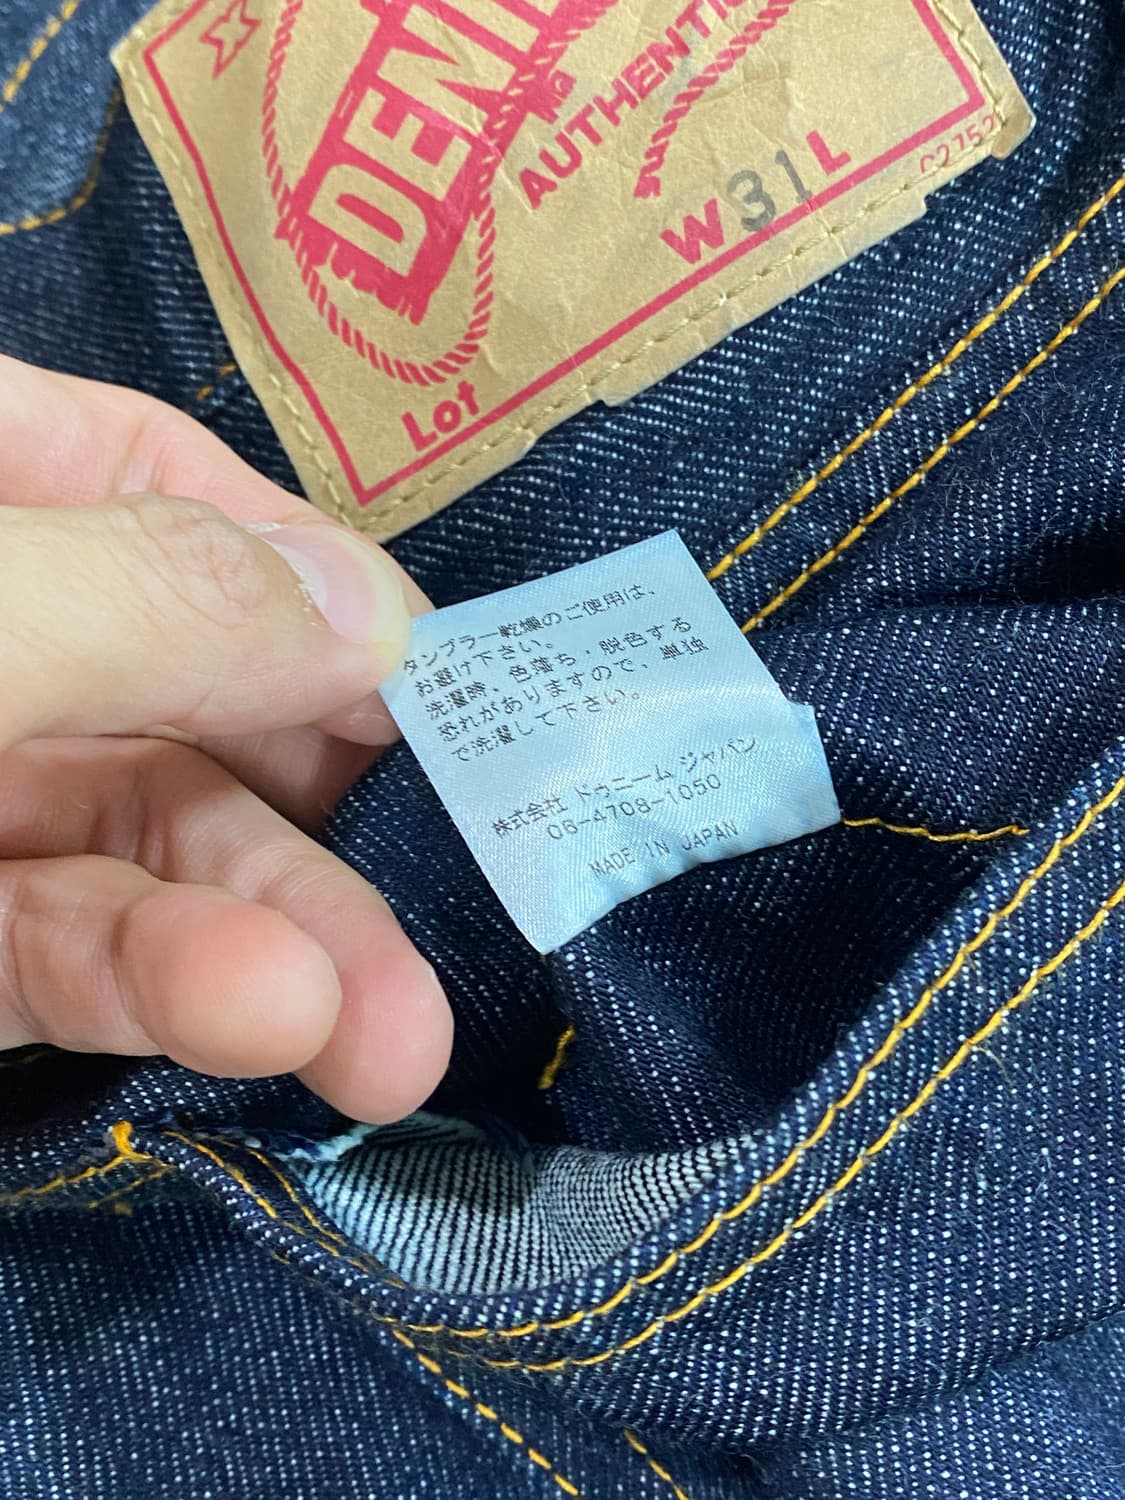 DENI
AUTHENTIC
W 31 L
C2752
Lot
タンブラー乾燥のご使用は、
お避け下さい。
洗濯時、色落ち、脱色する
恐れがありますので、単独
で洗濯して下さい。
株式会社 ドゥニーム ジャパン
06-4708-1050
MADE IN JAPAN